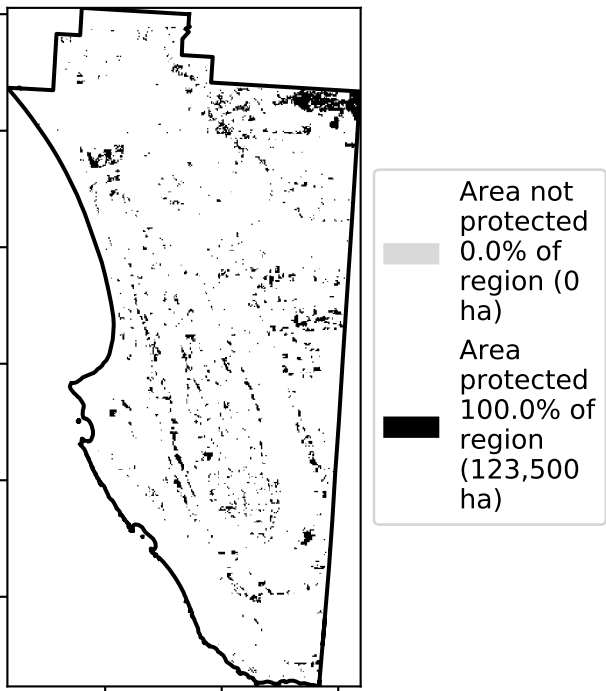 Area not
protected
0.0% of
region (0
ha)
Area
protected
100.0% of
region
(123,500
ha)